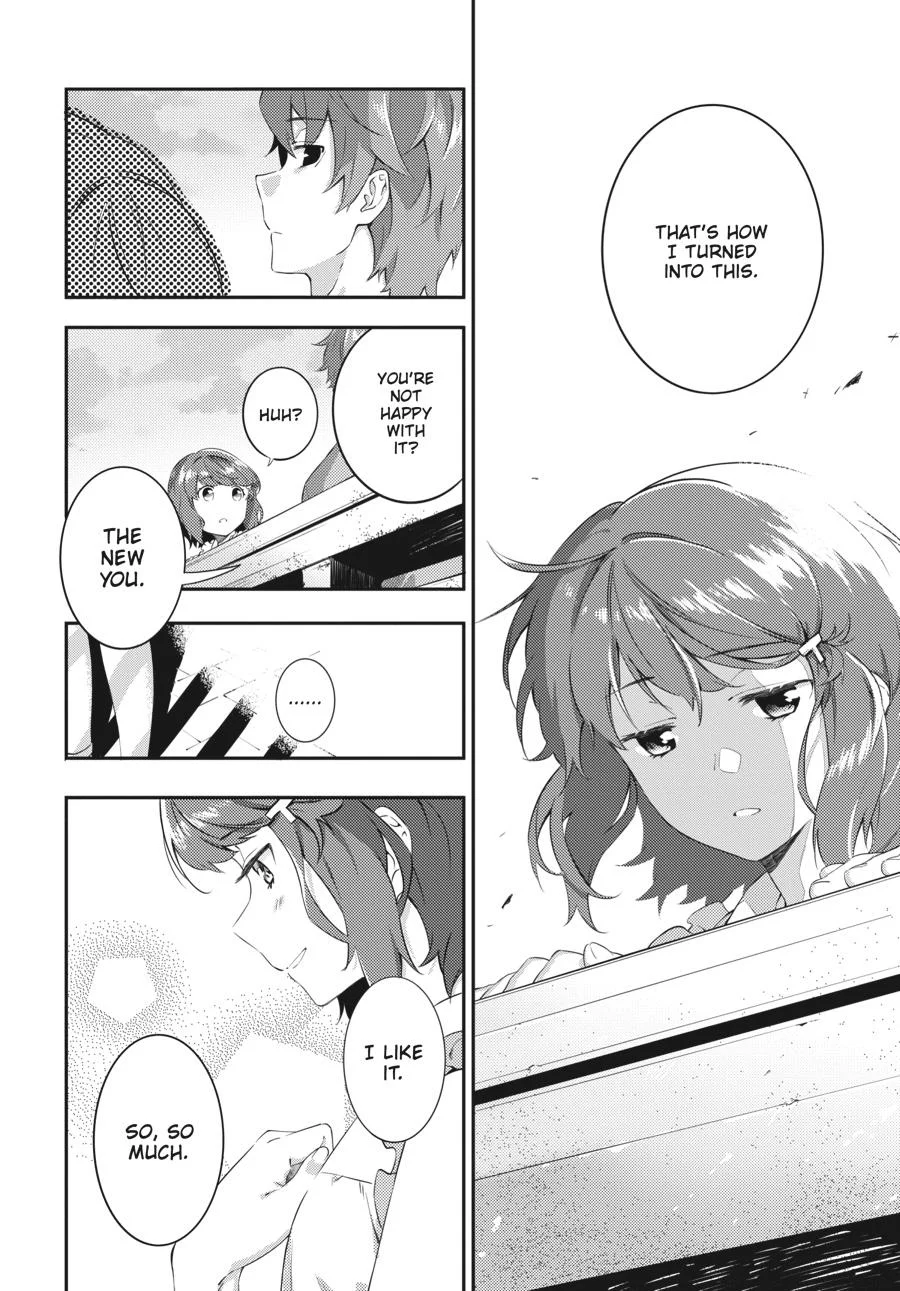 THAT'S HOW
I TURNED
INTO THIS.
YOU'RE
NOT
HAPPY
WITH
IT?
HUH?
THE
NEW
YOU.
......
I LIKE
IT.
SO, SO
MUCH.